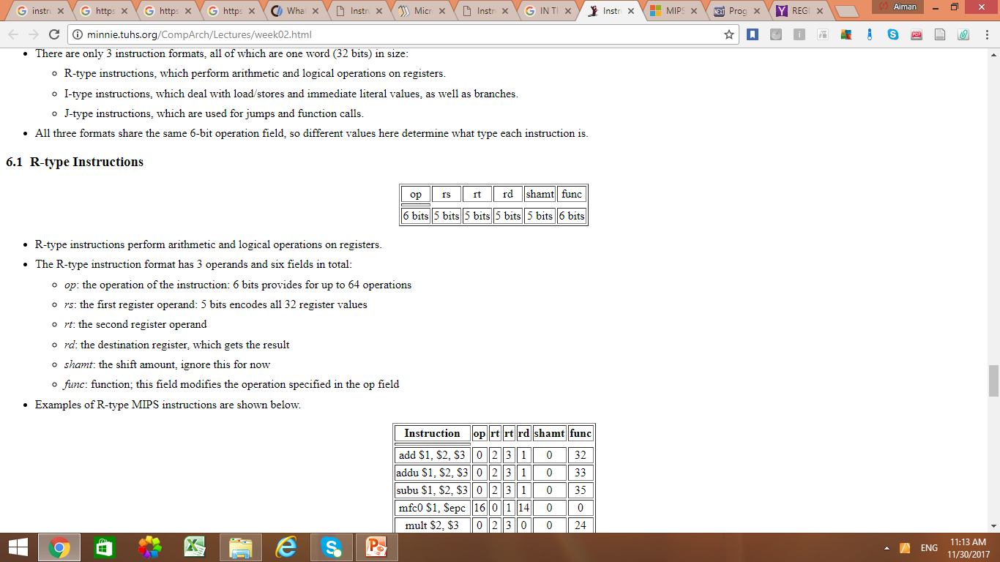 instru
https
https
https
What
Instru
Micr
Instru
IN T
Instru
MIPS
Prog
REGI
Aiman
minnie.tuhs.org/CompArch/Lectures/week02.html
• There are only 3 instruction formats, all of which are one word (32 bits) in size:
◦ R-type instructions, which perform arithmetic and logical operations on registers.
◦ I-type instructions, which deal with load/stores and immediate literal values, as well as branches.
◦ J-type instructions, which are used for jumps and function calls.
• All three formats share the same 6-bit operation field, so different values here determine what type each instruction is.
6.1 R-type Instructions
op rs rt rd shamt func
6 bits 5 bits 5 bits 5 bits 5 bits 6 bits
• R-type instructions perform arithmetic and logical operations on registers.
• The R-type instruction format has 3 operands and six fields in total:
◦ op: the operation of the instruction: 6 bits provides for up to 64 operations
◦ rs: the first register operand: 5 bits encodes all 32 register values
◦ rt: the second register operand
◦ rd: the destination register, which gets the result
◦ shamt: the shift amount, ignore this for now
◦ func: function; this field modifies the operation specified in the op field
• Examples of R-type MIPS instructions are shown below.
Instruction op rt rt rd shamt func
add $1, $2, $3 0 2 3 1 0 32
addu $1, $2, $3 0 2 3 1 0 33
subu $1, $2, $3 0 2 3 1 0 35
mfc0 $1, $epc 16 0 1 14 0 0
mult $2, $3 0 2 3 0 0 24
ENG
11:13 AM
11/30/2017